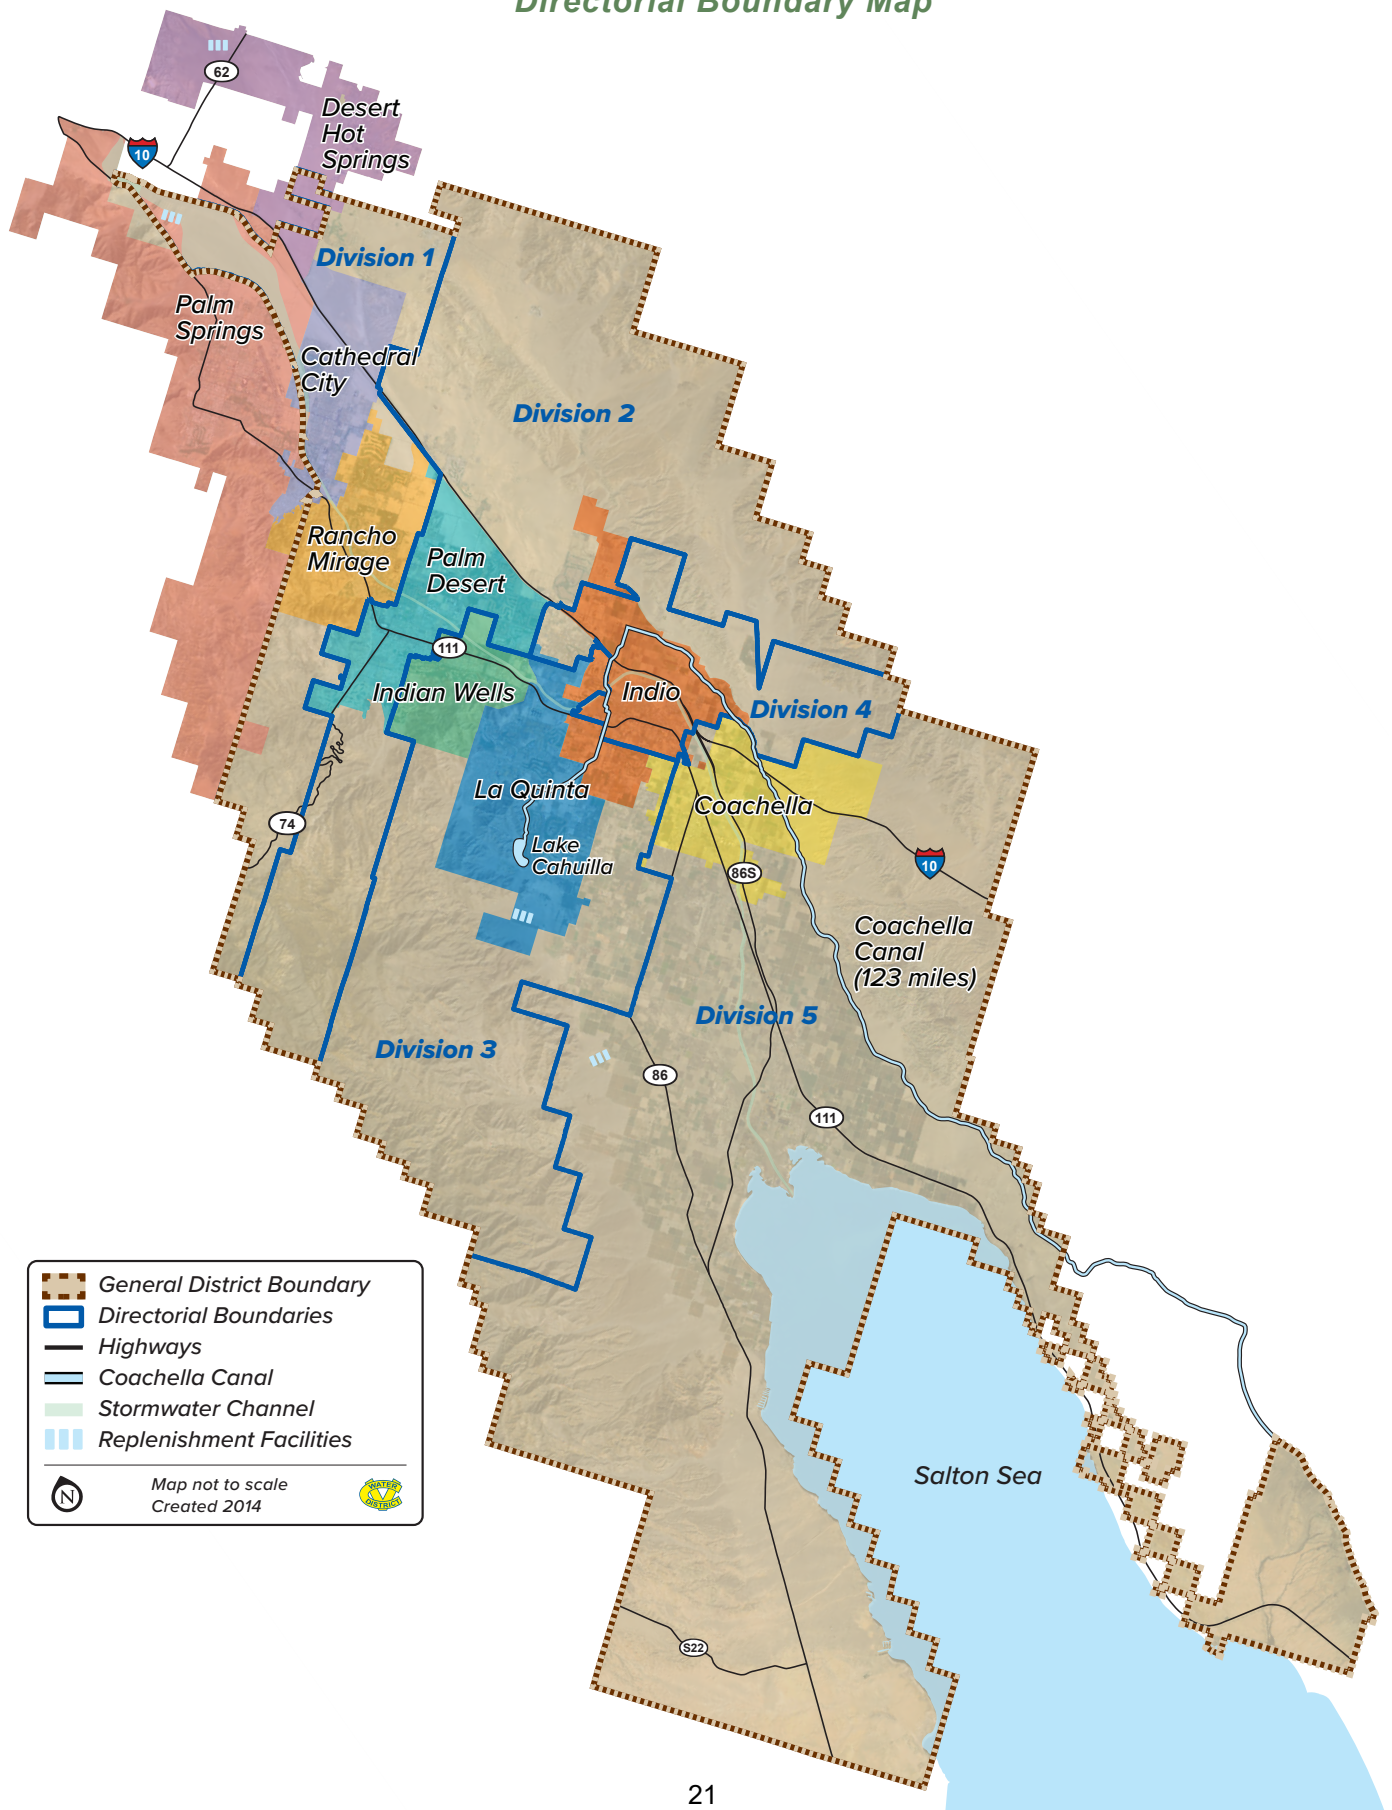 Directorial Boundary Map
62
Desert
Hot
Springs
10
Division 1
Palm
Springs
Cathedral
City
Division 2
Rancho
Mirage
Palm
Desert
111
Indian Wells
Indio
Division 4
La Quinta
Coachella
74
Lake
Cahuilla
86S
10
Coachella
Canal
(123 miles)
Division 5
Division 3
86
111
General District Boundary
Directorial Boundaries
Highways
Coachella Canal
Stormwater Channel
Replenishment Facilities
N
Map not to scale
Created 2014
WATER
DISTRICT
Salton Sea
S22
21